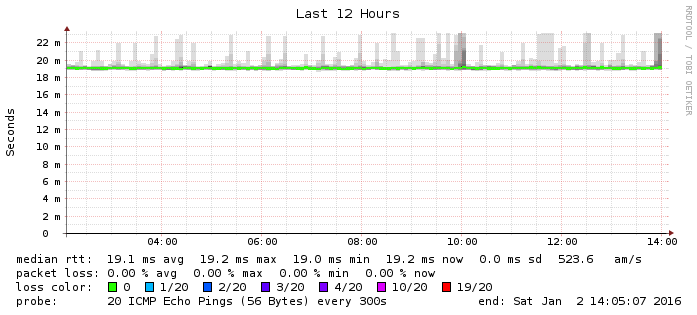 Last 12 Hours
RRDTOOL / TOBI OETIKER
Seconds
22 m
20 m
18 m
16 m
14 m
12 m
10 m
8 m
6 m
4 m
2 m
0
04:00 06:00 08:00 10:00 12:00 14:00
median rtt: 19.1 ms avg 19.2 ms max 19.0 ms min 19.2 ms now 0.0 ms sd 523.6 am/s
packet loss: 0.00 % avg 0.00 % max 0.00 % min 0.00 % now
loss color: 0 1/20 2/20 3/20 4/20 10/20 19/20
probe: 20 ICMP Echo Pings (56 Bytes) every 300s end: Sat Jan 2 14:05:07 2016